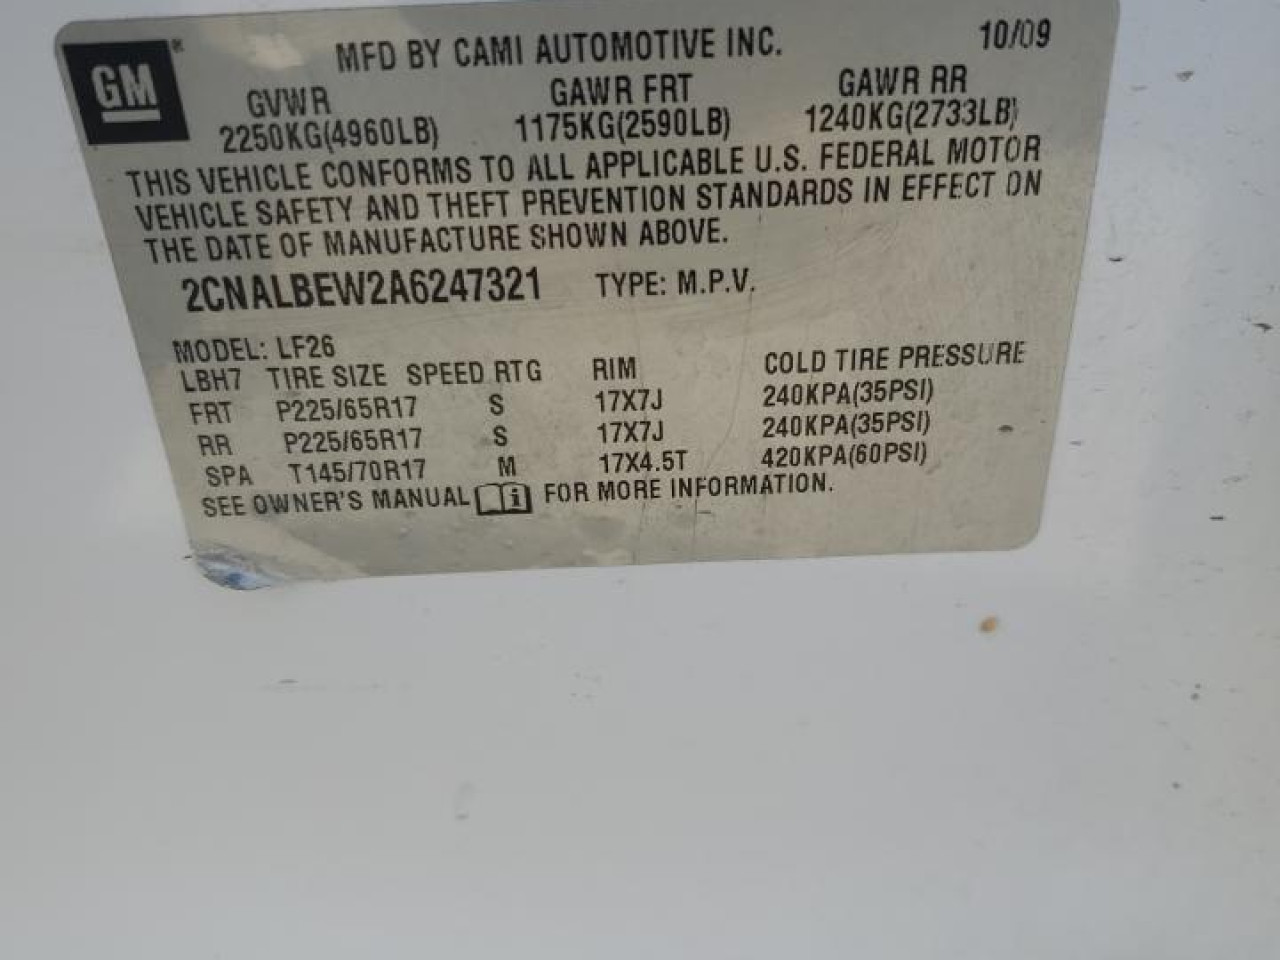 GM®
MFD BY CAMI AUTOMOTIVE INC. 10/09
GVWR GAWR FRT GAWR RR
2250KG(4960LB) 1175KG(2590LB) 1240KG(2733LB)
THIS VEHICLE CONFORMS TO ALL APPLICABLE U.S. FEDERAL MOTOR
VEHICLE SAFETY AND THEFT PREVENTION STANDARDS IN EFFECT ON
THE DATE OF MANUFACTURE SHOWN ABOVE.
2CNALBEW2A6247321 TYPE: M.P.V.
MODEL: LF26
LBH7 TIRE SIZE SPEED RTG RIM COLD TIRE PRESSURE
FRT P225/65R17 S 17X7J 240KPA(35PSI)
RR P225/65R17 S 17X7J 240KPA(35PSI)
SPA T145/70R17 M 17X4.5T 420KPA(60PSI)
SEE OWNER'S MANUAL i FOR MORE INFORMATION.